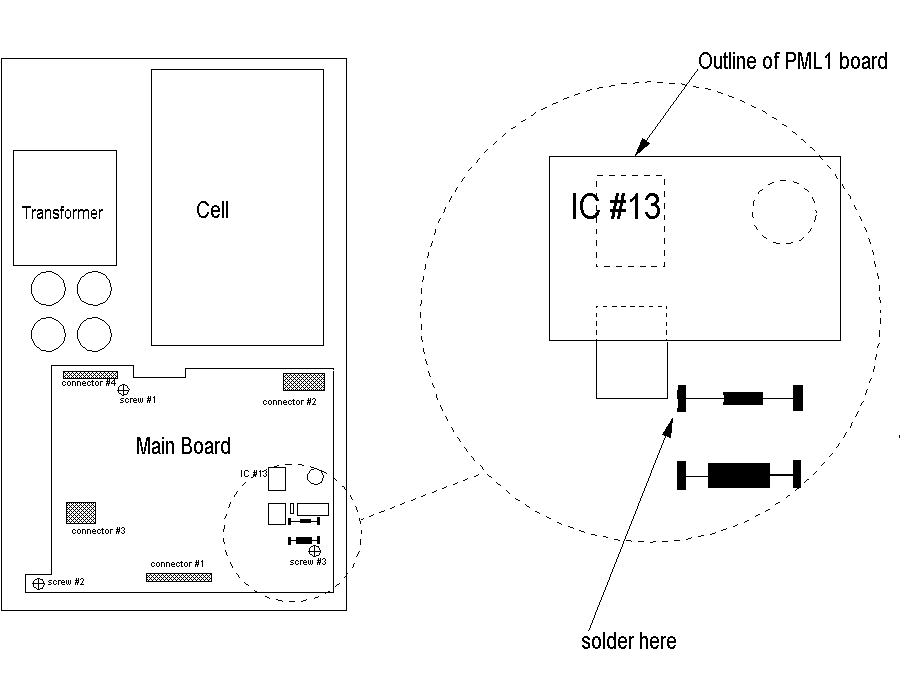 Outline of PML1 board
Transformer
Cell
IC #13
connector #4
screw #1
connector #2
Main Board
IC #13
connector #3
screw #3
connector #1
screw #2
solder here